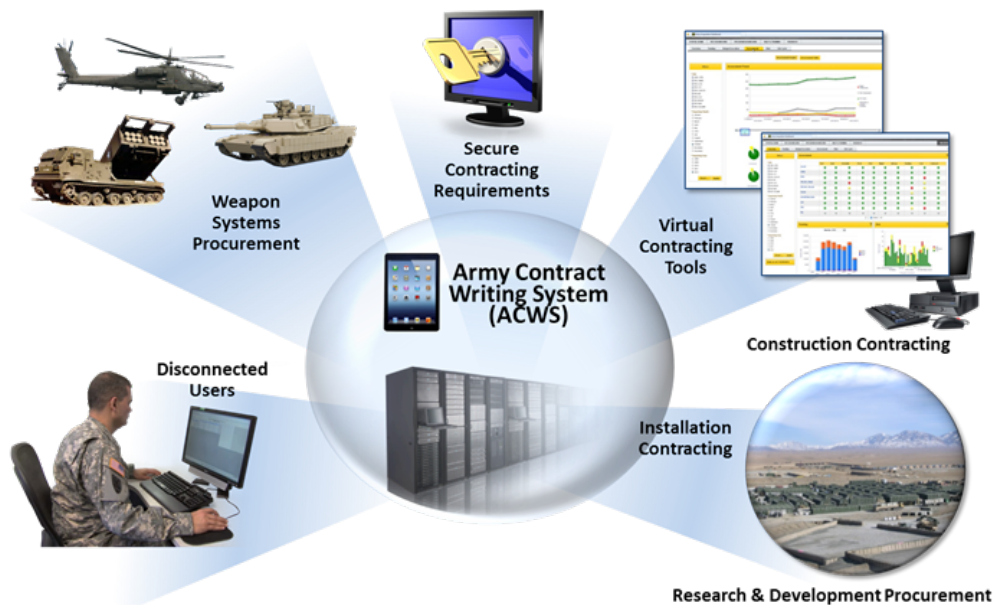 Secure
Contracting
Requirements
Weapon
Systems
Procurement
Virtual
Contracting
Tools
Army Contract
Writing System
(ACWS)
Construction Contracting
Disconnected
Users
Installation
Contracting
Research & Development Procurement